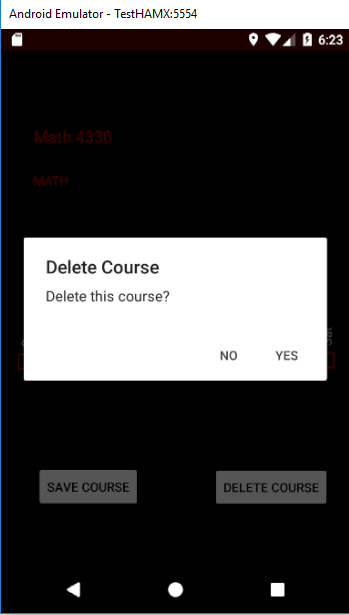 Android Emulator - TestHAMX:5554
6:23
Math 4330
MATH
Delete Course
Delete this course?
NO YES
Sat
SAVE COURSE DELETE COURSE